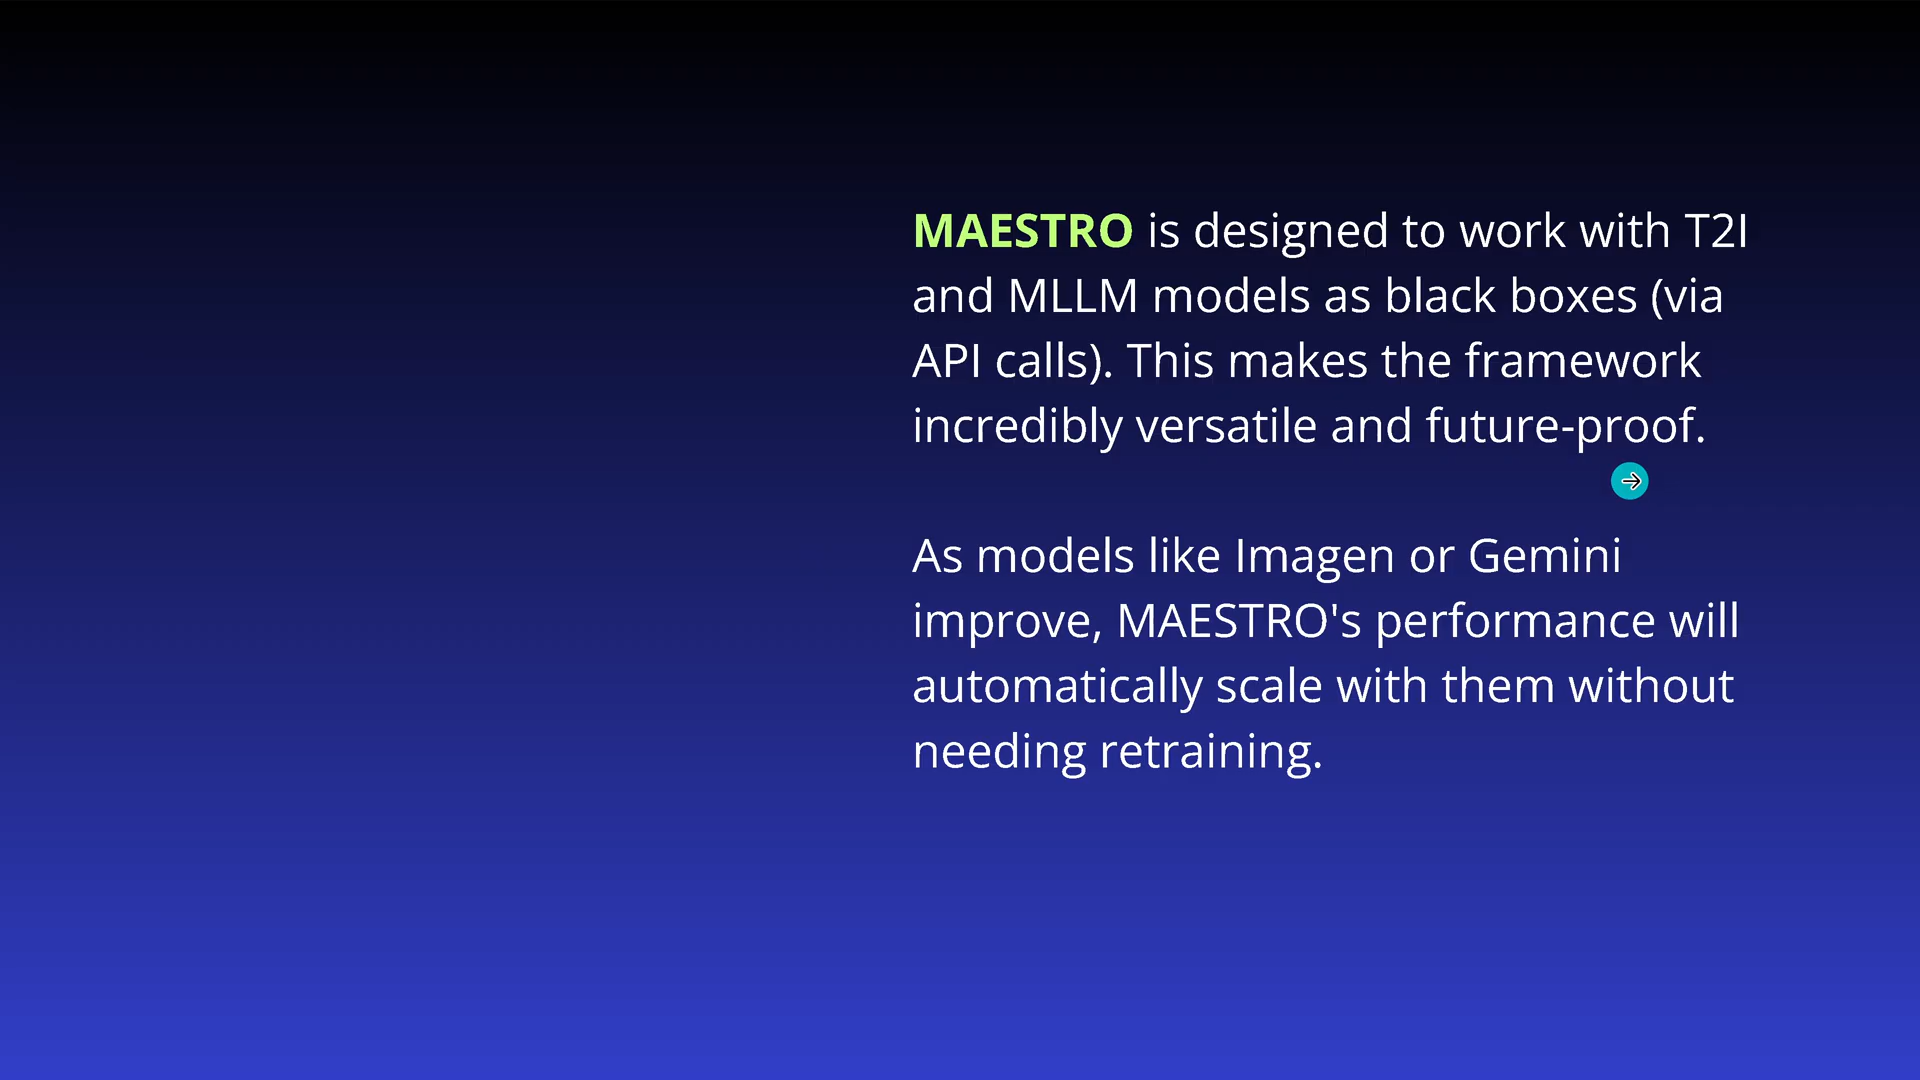 MAESTRO is designed to work with T2I
and MLLM models as black boxes (via
API calls). This makes the framework
incredibly versatile and future-proof.
As models like Imagen or Gemini
improve, MAESTRO's performance will
automatically scale with them without
needing retraining.